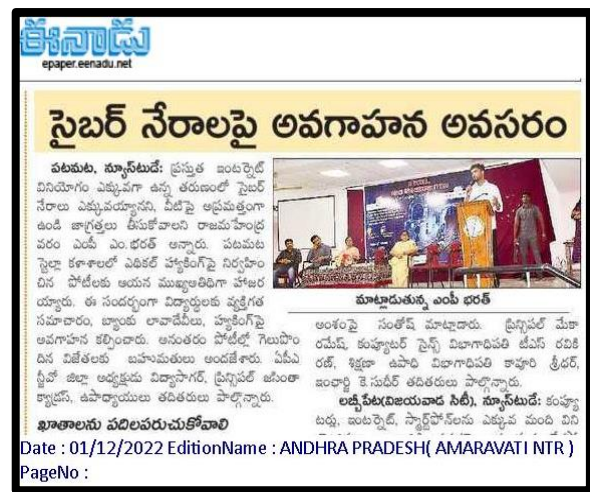 ఈనాడు
epaper.eenadu.net
సైబర్ నేరాలపై అవగాహన అవసరం
పటమట, న్యూస్‌టుడే: ప్రస్తుత ఇంటర్నెట్
వినియోగం ఎక్కువగా ఉన్న తరుణంలో సైబర్
నేరాలు ఎక్కువయ్యానని, వీటిపై అప్రమత్తంగా
ఉండి జాగ్రత్తలు తీసుకోవాలని రాజమహేంద్ర
వరం ఎంపీ ఎం.భరత్ అన్నారు. పటమట
స్టెల్లా కళాశాలలో ఎథికల్ హ్యాకింగ్‌పై నిర్వహిం
చిన పోటీలకు ఆయన ముఖ్యఅతిథిగా హాజర
య్యారు. ఈ సందర్భంగా విద్యార్థులకు వ్యక్తిగత
సమాచారం, బ్యాంకు లావాదేవీలు, హ్యాకింగ్‌పై
అవగాహన కల్పించారు. అనంతరం పోటీల్లో గెలుపొం
దిన విజేతలకు బహుమతులు అందజేశారు. ఏపీఎ
న్జీవో జిల్లా అధ్యక్షుడు విద్యాసాగర్, ప్రిన్సిపల్ జసింతా
క్వాడ్రస్, ఉపాధ్యాయులు తదితరులు పాల్గొన్నారు.
ఖాతాలను పదిలపరుచుకోవాలి
మాట్లాడుతున్న ఎంపీ భరత్
అంశంపై సంతోష్ మాట్లాడారు. ప్రిన్సిపల్ మేకా
రమేష్, కంప్యూటర్ సైన్స్ విభాగాధిపతి టీఎస్ రవికి
రణ్, శిక్షణా ఉపాధి విభాగాధిపతి కావూరి శ్రీధర్,
ఇంఛార్జి కె.సుధీర్ తదితరులు పాల్గొన్నారు.
లబ్బీపేట(విజయవాడ సిటీ), న్యూస్‌టుడే: కంప్యూ
టర్లు, ఇంటర్నెట్, స్మార్ట్‌ఫోన్‌లను ఎక్కువ మంది విని
Date : 01/12/2022 EditionName : ANDHRA PRADESH( AMARAVATI NTR )
PageNo :